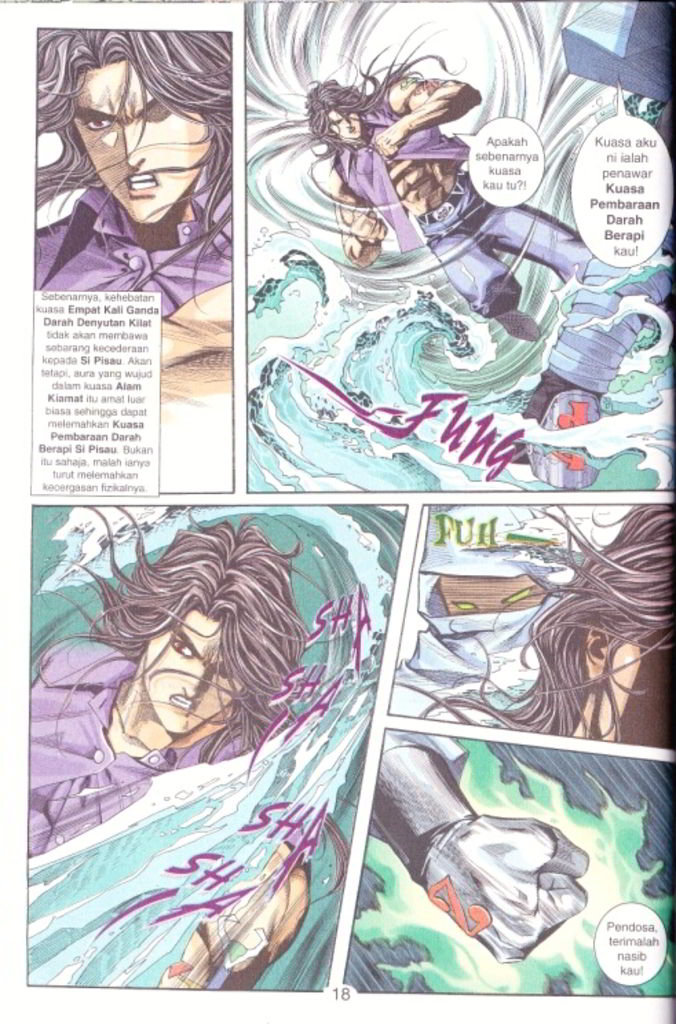 Sebenarnya, kehebatan
kuasa Empat Kali Ganda
Darah Denyutan Kilat
tidak akan membawa
sebarang kecederaan
kepada Si Pisau. Akan
tetapi, aura yang wujud
dalam kuasa Alam
Kiamat itu amat luar
biasa sehingga dapat
melemahkan Kuasa
Pembaraan Darah
Berapi Si Pisau. Bukan
itu sahaja, malah ianya
turut melemahkan
kecergasan fizikalnya.
Apakah
sebenarnya
kuasa
kau tu?!
Kuasa aku
ni ialah
penawar
Kuasa
Pembaraan
Darah
Berapi
kau!
FUNG
SHA
SHA
SHA
SHA
FUH
Pendosa,
terimalah
nasib
kau!
18